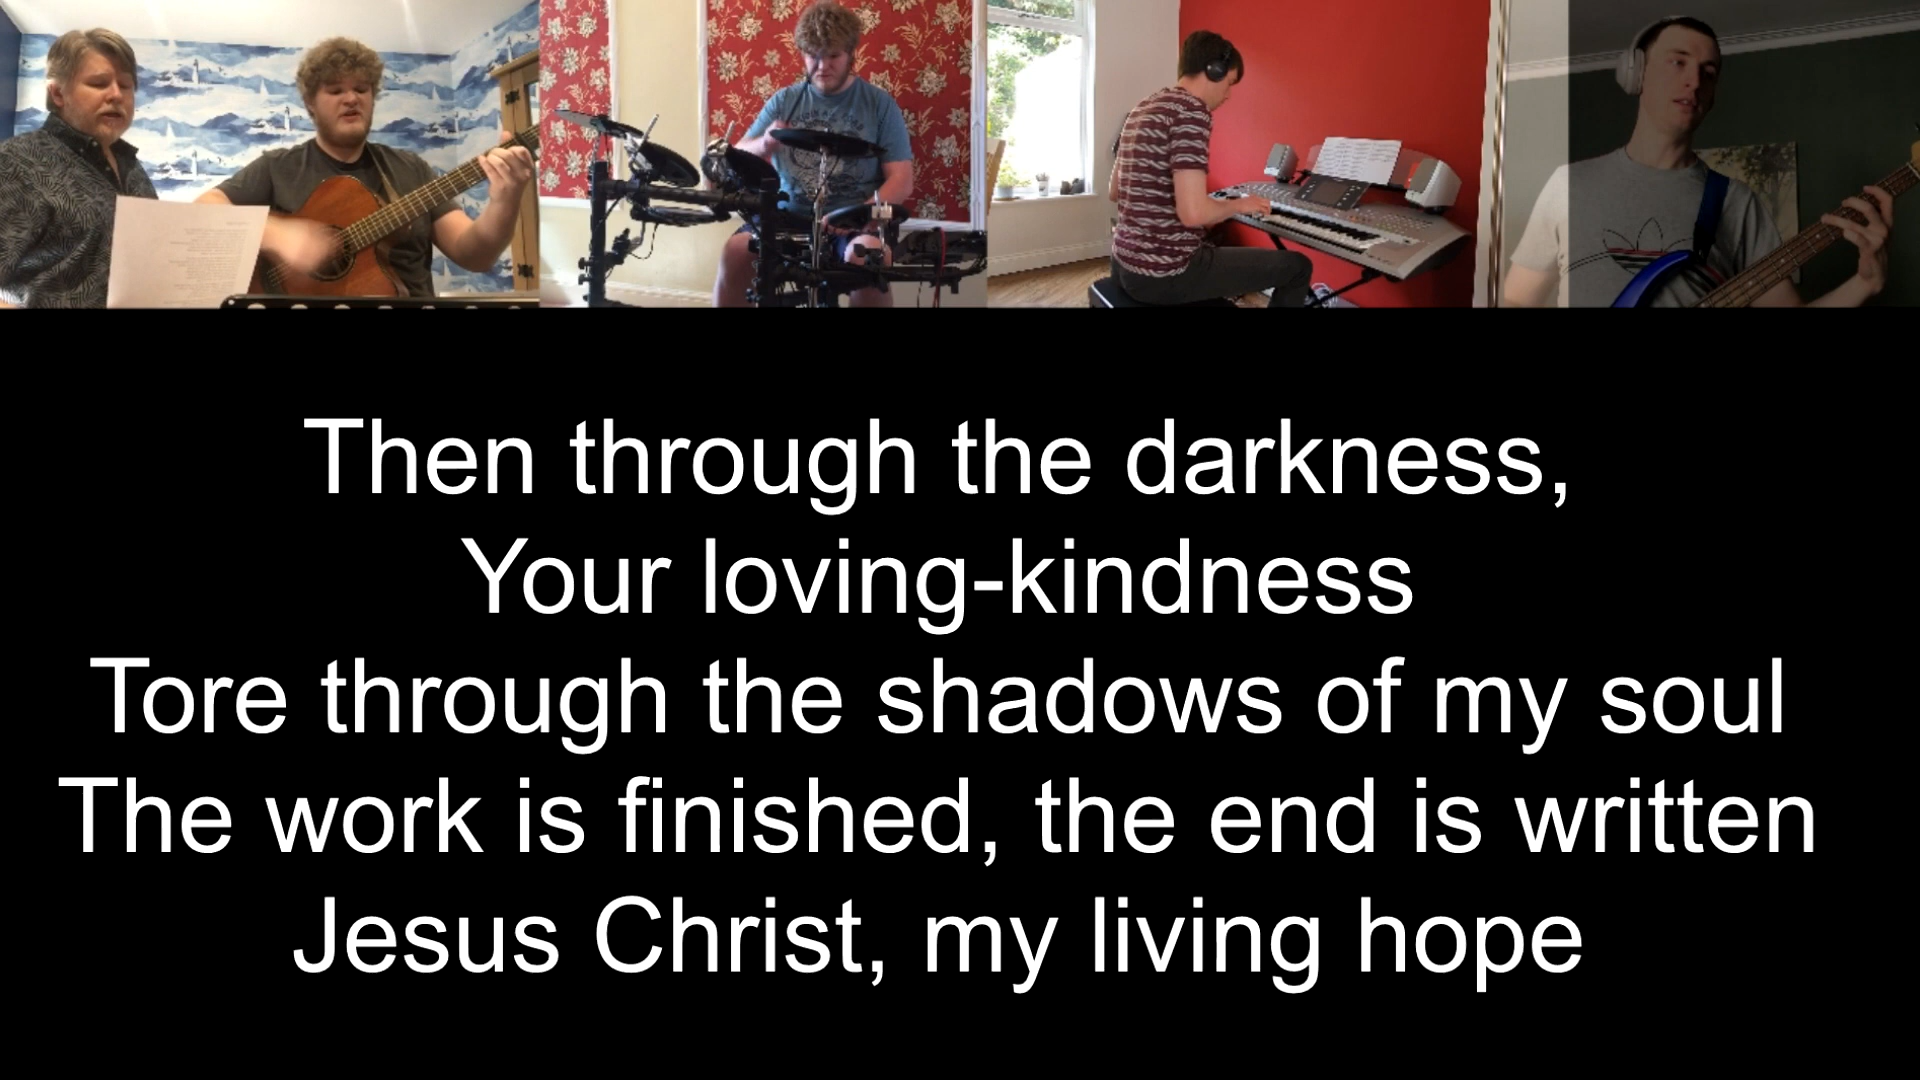 Then through the darkness,
Your loving-kindness
Tore through the shadows of my soul
The work is finished, the end is written
Jesus Christ, my living hope